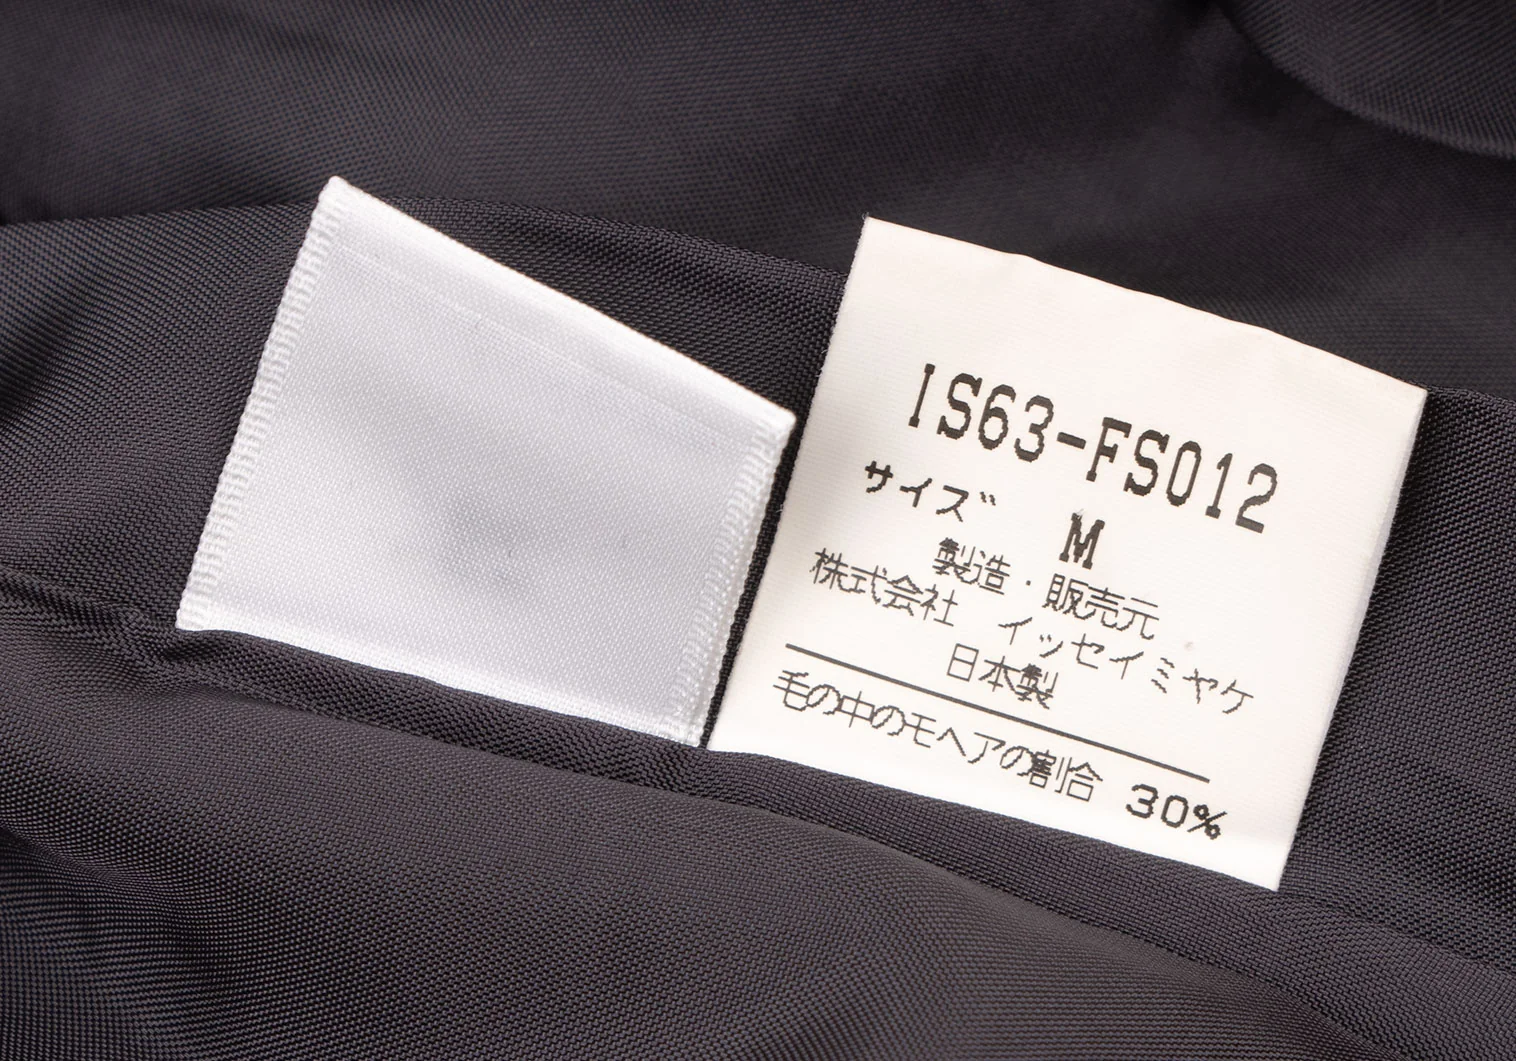 IS63-FS012
サイズ M
製造・販売元
株式会社 イッセイミヤケ
日本製
毛の中のモヘアの割合 30%